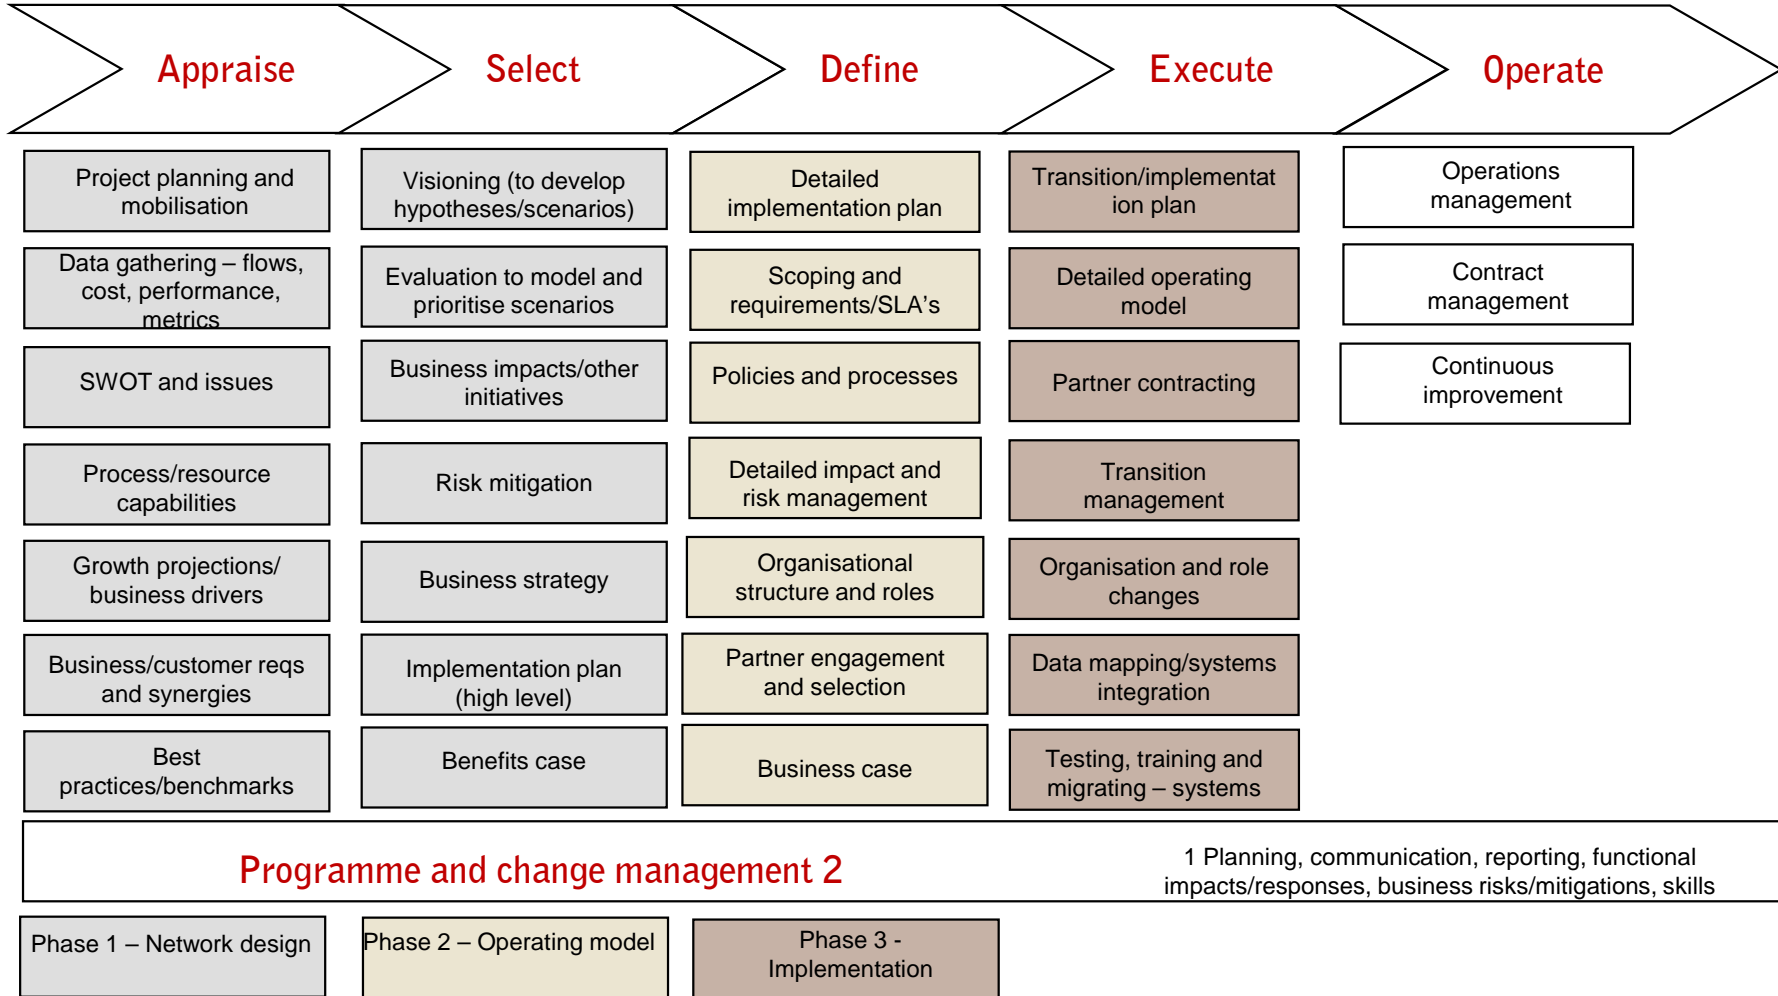 Appraise
Select
Define
Execute
Operate
Project planning and
mobilisation
Data gathering – flows,
cost, performance,
metrics
SWOT and issues
Process/resource
capabilities
Growth projections/
business drivers
Business/customer reqs
and synergies
Best
practices/benchmarks
Visioning (to develop
hypotheses/scenarios)
Evaluation to model and
prioritise scenarios
Business impacts/other
initiatives
Risk mitigation
Business strategy
Implementation plan
(high level)
Benefits case
Detailed
implementation plan
Scoping and
requirements/SLA’s
Policies and processes
Detailed impact and
risk management
Organisational
structure and roles
Partner engagement
and selection
Business case
Transition/implementat
ion plan
Detailed operating
model
Partner contracting
Transition
management
Organisation and role
changes
Data mapping/systems
integration
Testing, training and
migrating – systems
Operations
management
Contract
management
Continuous
improvement
Programme and change management 2
1 Planning, communication, reporting, functional
impacts/responses, business risks/mitigations, skills
Phase 1 – Network design
Phase 2 – Operating model
Phase 3 -
Implementation